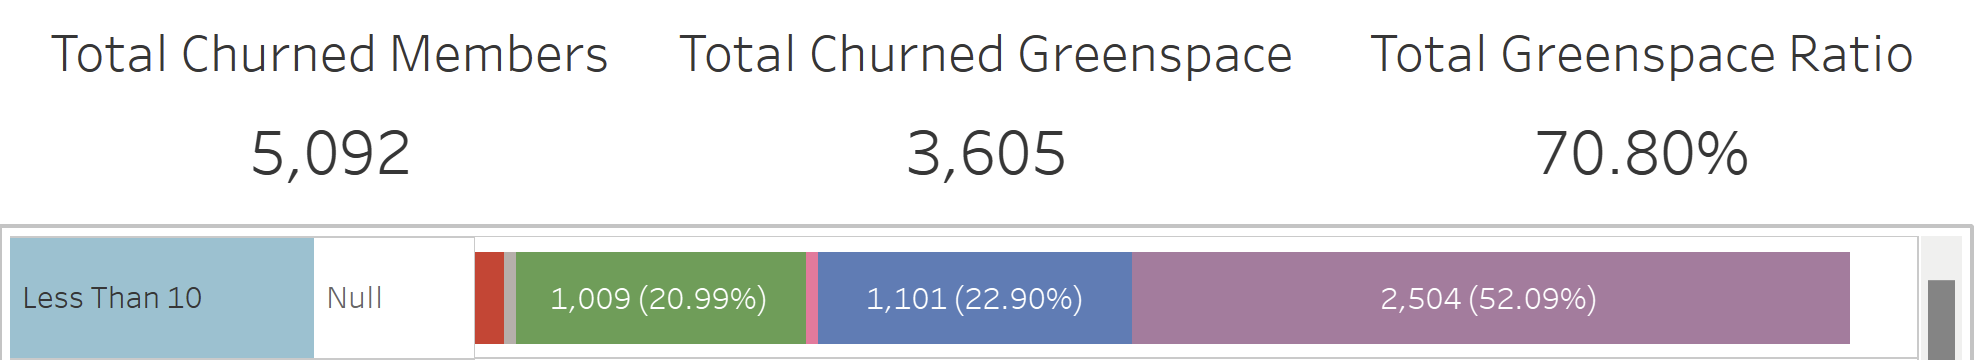 Total Churned Members Total Churned Greenspace Total Greenspace Ratio
5,092 3,605 70.80%
Less Than 10 Null 1,009 (20.99%) 1,101 (22.90%) 2,504 (52.09%)